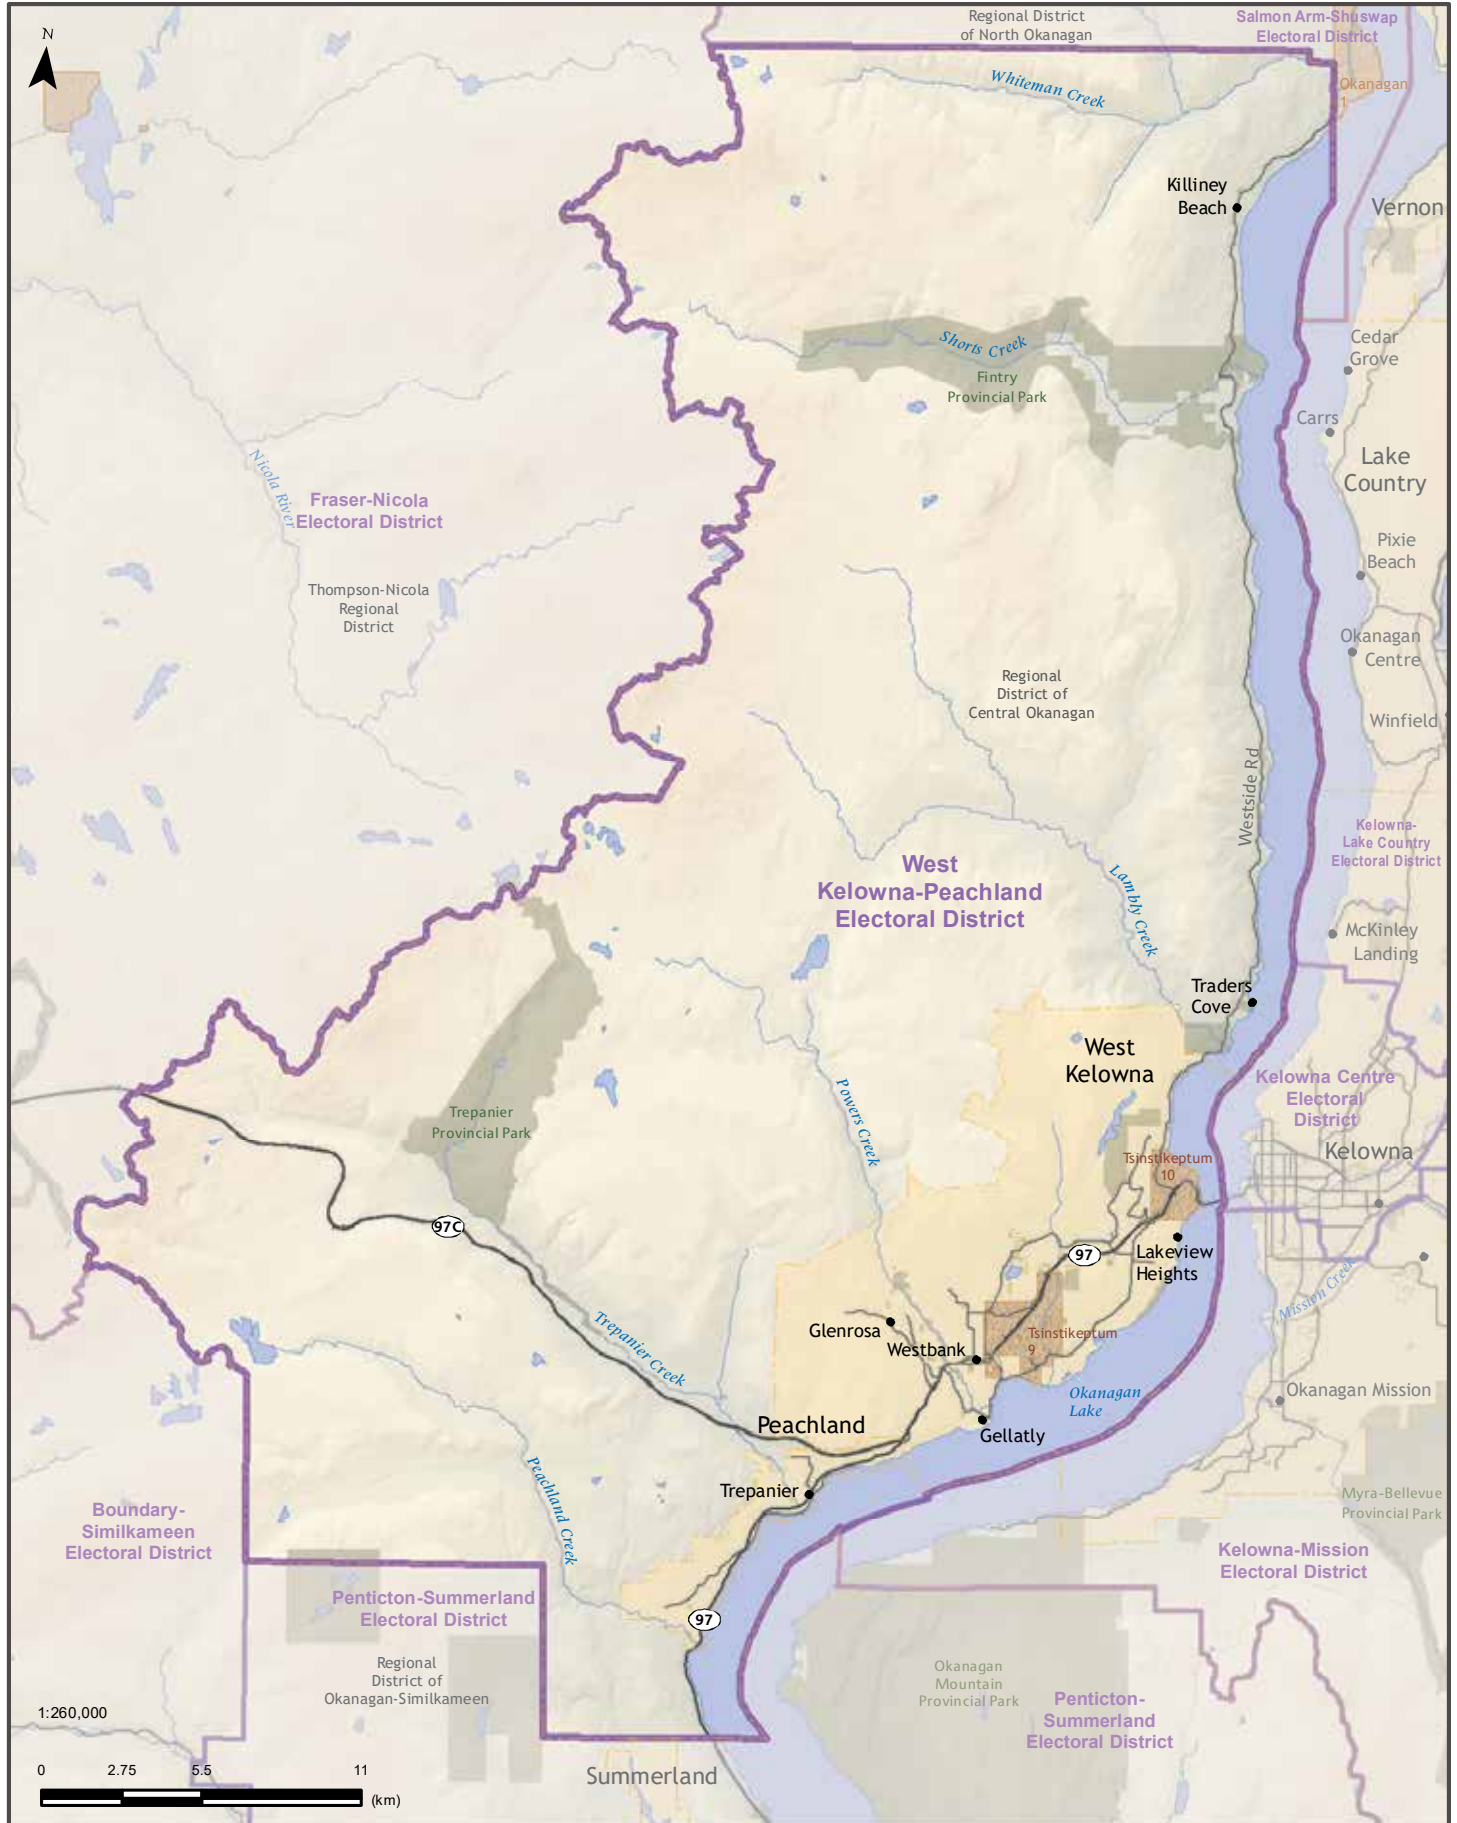 N
Regional District
of North Okanagan
Salmon Arm-Shuswap
Electoral District
Okanagan
1
Whiteman Creek
Killiney
Beach
Vernon
Shorts Creek
Fintry
Provincial Park
Cedar
Grove
Carrs
Lake
Country
Nicola River
Fraser-Nicola
Electoral District
Pixie
Beach
Thompson-Nicola
Regional
District
Okanagan
Centre
Regional
District of
Central Okanagan
Winfield
Westside Rd
Kelowna-
Lake Country
Electoral District
West
Kelowna-Peachland
Electoral District
Lambly Creek
McKinley
Landing
Traders
Cove
West
Kelowna
Kelowna Centre
Electoral
District
Powers Creek
Trepanier
Provincial Park
Kelowna
Tsinstikeptum
10
97C
97
Lakeview
Heights
Mission Creek
Trepanier Creek
Glenrosa
Westbank
Tsinstikeptum
9
Okanagan
Lake
Okanagan Mission
Peachland
Gellatly
Peachland Creek
Trepanier
Myra-Bellevue
Provincial Park
Boundary-
Similkameen
Electoral District
Kelowna-Mission
Electoral District
Penticton-Summerland
Electoral District
97
Regional
District of
Okanagan-Similkameen
Okanagan
Mountain
Provincial Park
Penticton-
Summerland
Electoral District
1:260,000
0 2.75 5.5 11
(km)
Summerland